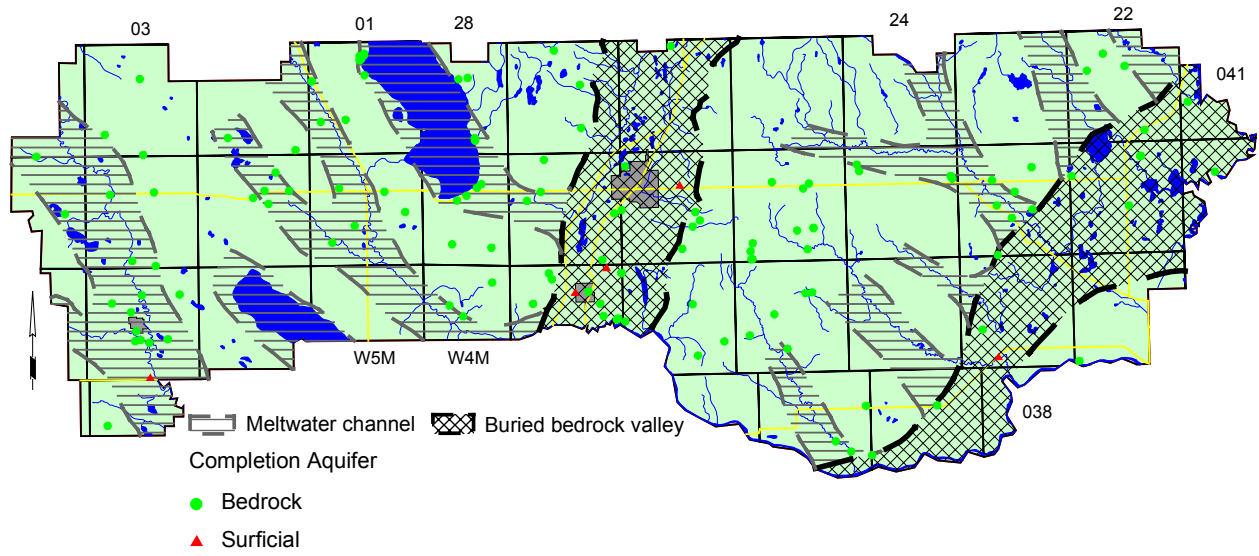 03
01
28
24
22
041
W5M
W4M
038
Meltwater channel
Buried bedrock valley
Completion Aquifer
Bedrock
Surficial